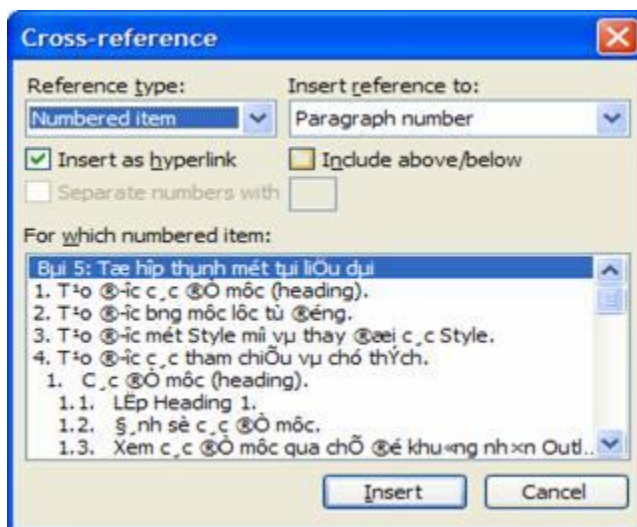 Cross-reference
Reference type: Insert reference to:
Numbered item Paragraph number
Insert as hyperlink Include above/below
Separate numbers with
For which numbered item:
Bµi 5: Tæ hîp thµnh mét tµi liÖu dµi
1. T¹o ®­îc c¸c ®Ò môc (heading).
2. T¹o ®­îc bng môc lôc tù ®éng.
3. T¹o ®­îc mét Style míi vµ thay ®æi c¸c Style.
4. T¹o ®­îc c¸c tham chiÕu vµ chó thÝch.
1. C¸c ®Ò môc (heading).
1.1. LËp Heading 1.
1.2. §¸nh sè c¸c ®Ò môc.
1.3. Xem c¸c ®Ò môc qua chÕ ®é khu«ng nh×n Outl..
Insert Cancel